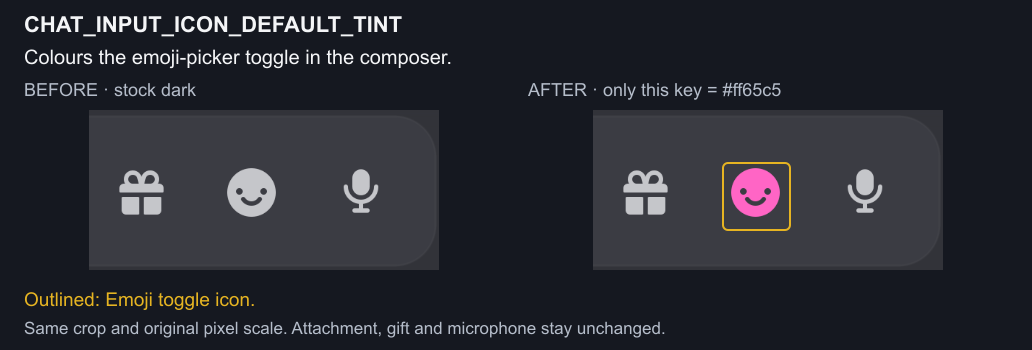 CHAT_INPUT_ICON_DEFAULT_TINT
Colours the emoji-picker toggle in the composer.
BEFORE · stock dark
AFTER · only this key = #ff65c5
Outlined: Emoji toggle icon.
Same crop and original pixel scale. Attachment, gift and microphone stay unchanged.